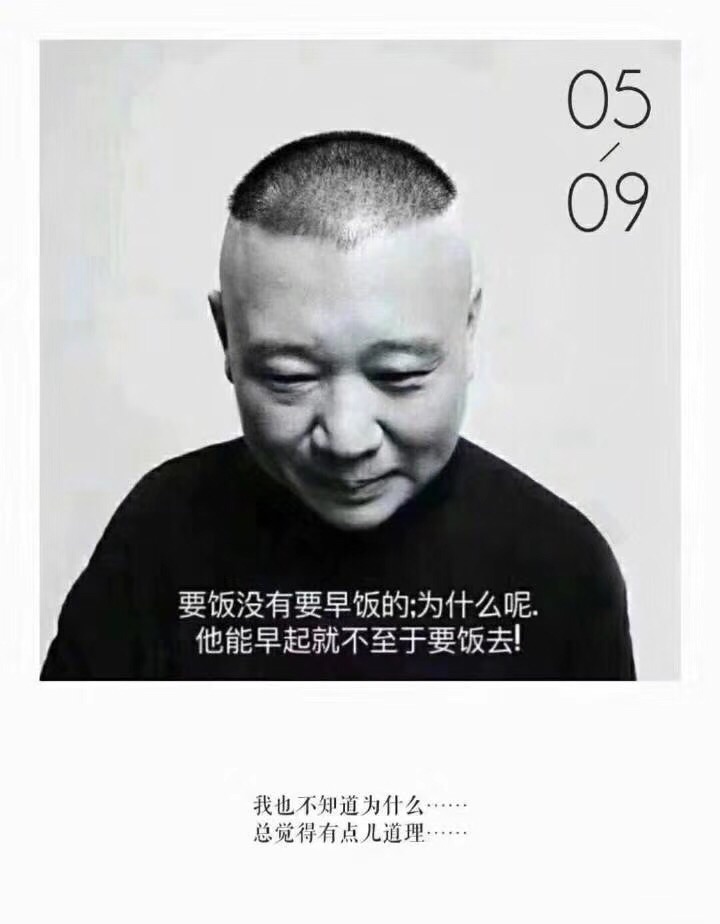 05
/
09
要饭没有要早饭的;为什么呢.
他能早起就不至于要饭去!
我也不知道为什么……
总觉得有点儿道理……